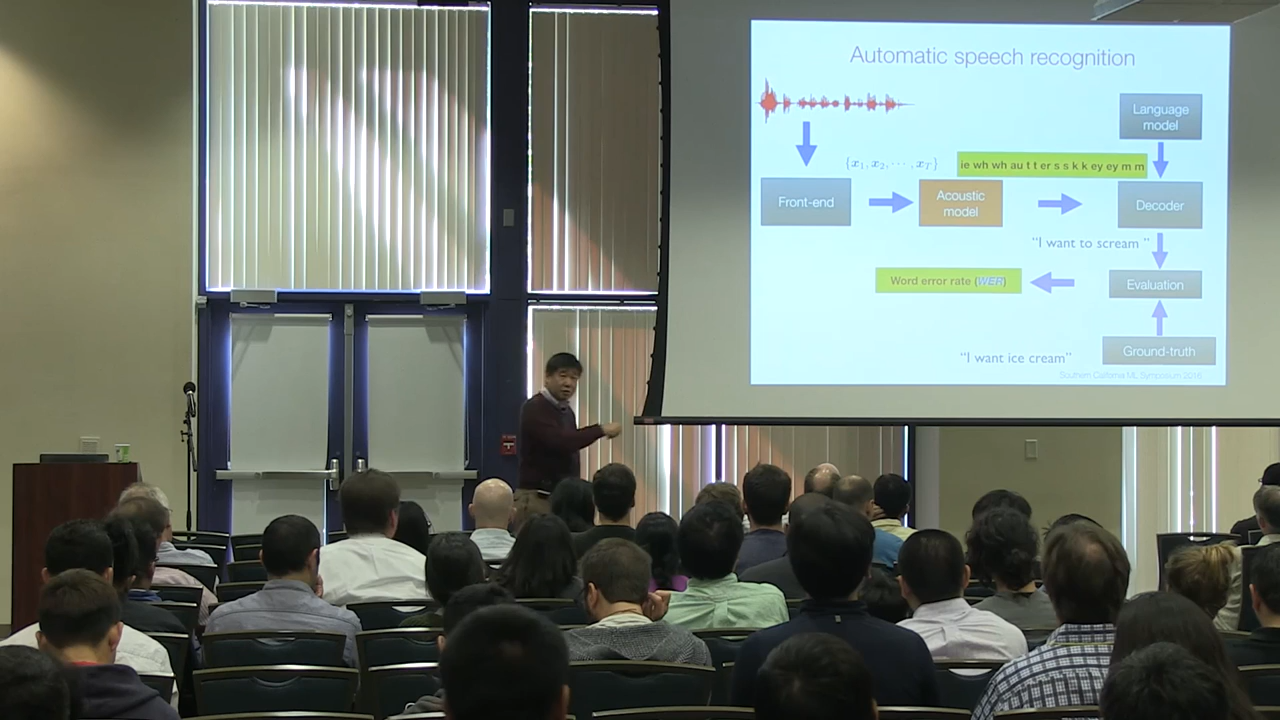 Automatic speech recognition
Language
model
{x₁, x₂, ⋯ , x_T}
ie wh wh au t t er s s k k ey ey m m
Front-end
Acoustic
model
Decoder
"I want to scream "
Word error rate (WER)
Evaluation
Ground-truth
"I want ice cream"
Southern California ML Symposium 2016